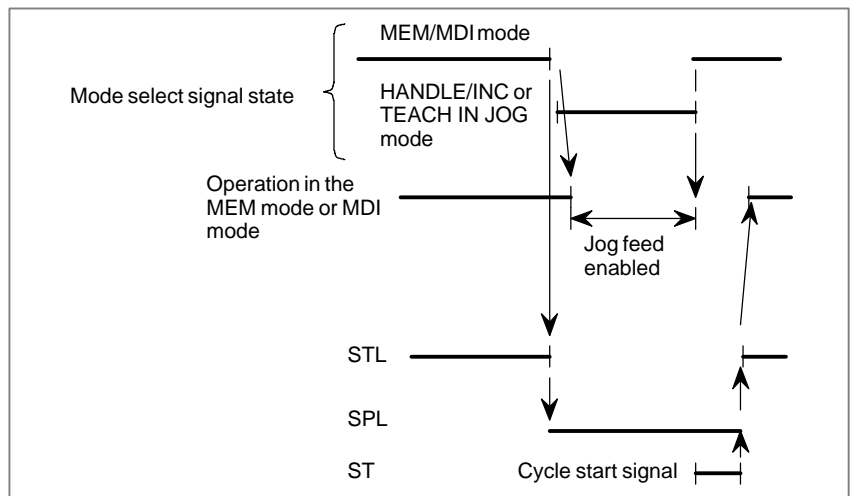 MEM/MDI mode
Mode select signal state
HANDLE/INC or
TEACH IN JOG
mode
Operation in the
MEM mode or MDI
mode
Jog feed
enabled
STL
SPL
ST
Cycle start signal